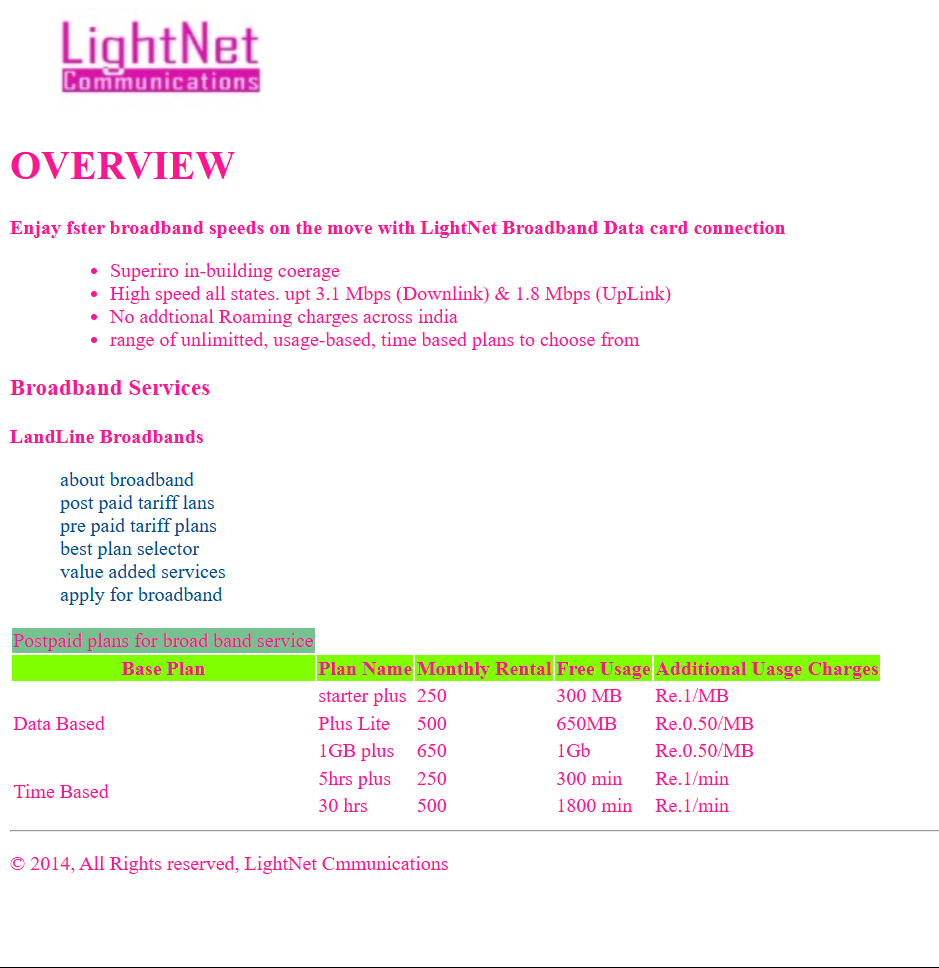 LightNet
Communications
OVERVIEW
Enjay fster broadband speeds on the move with LightNet Broadband Data card connection
• Superiro in-building coerage
• High speed all states. upt 3.1 Mbps (Downlink) & 1.8 Mbps (UpLink)
• No addtional Roaming charges across india
• range of unlimitted, usage-based, time based plans to choose from
Broadband Services
LandLine Broadbands
about broadband
post paid tariff lans
pre paid tariff plans
best plan selector
value added services
apply for broadband
Postpaid plans for broad band service
Base Plan Plan Name Monthly Rental Free Usage Additional Uasge Charges
starter plus 250 300 MB Re.1/MB
Data Based Plus Lite 500 650MB Re.0.50/MB
1GB plus 650 1Gb Re.0.50/MB
5hrs plus 250 300 min Re.1/min
Time Based
30 hrs 500 1800 min Re.1/min
© 2014, All Rights reserved, LightNet Cmmunications